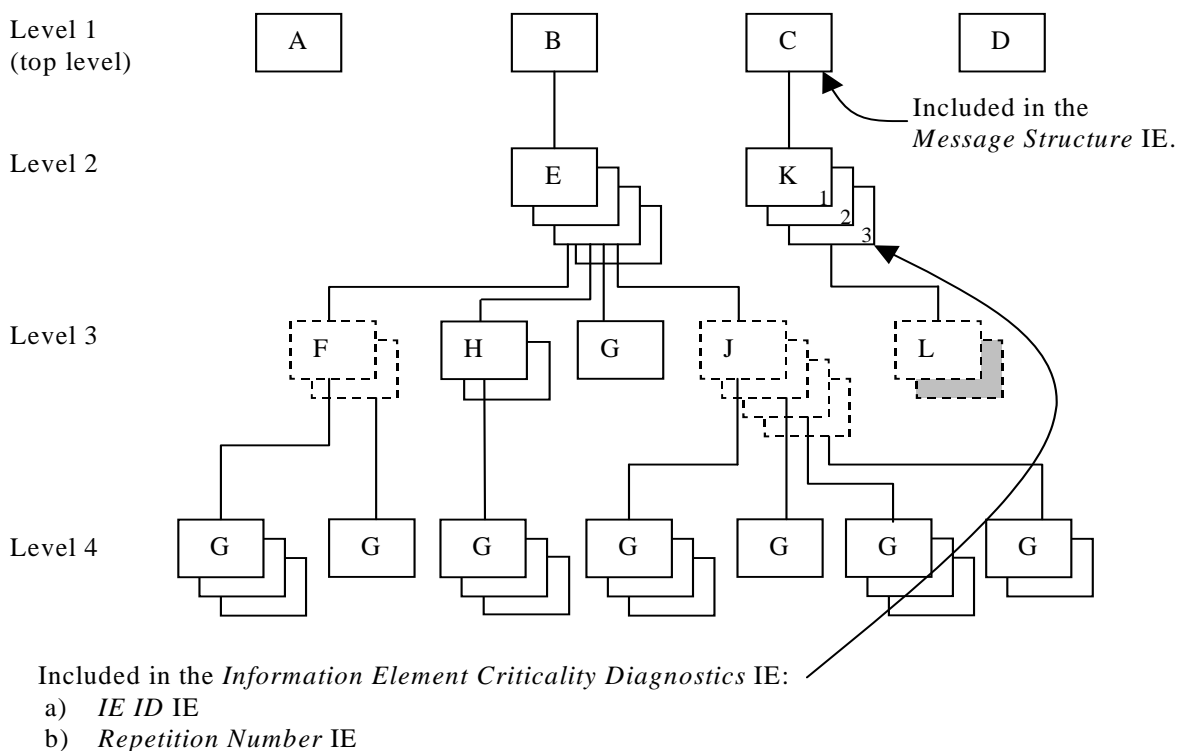 Level 1
(top level)
A
B
C
D
Included in the
Message Structure IE.
Level 2
E
K
1
2
3
Level 3
F
H
G
J
L
Level 4
G
G
G
G
G
G
G
Included in the Information Element Criticality Diagnostics IE:
a) IE ID IE
b) Repetition Number IE